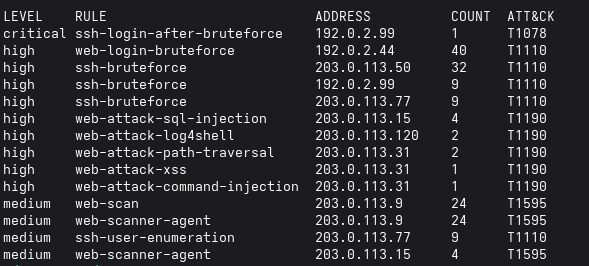 LEVEL RULE ADDRESS COUNT ATT&CK
critical ssh-login-after-bruteforce 192.0.2.99 1 T1078
high web-login-bruteforce 192.0.2.44 40 T1110
high ssh-bruteforce 203.0.113.50 32 T1110
high ssh-bruteforce 192.0.2.99 9 T1110
high ssh-bruteforce 203.0.113.77 9 T1110
high web-attack-sql-injection 203.0.113.15 4 T1190
high web-attack-log4shell 203.0.113.120 2 T1190
high web-attack-path-traversal 203.0.113.31 2 T1190
high web-attack-xss 203.0.113.31 1 T1190
high web-attack-command-injection 203.0.113.31 1 T1190
medium web-scan 203.0.113.9 24 T1595
medium web-scanner-agent 203.0.113.9 24 T1595
medium ssh-user-enumeration 203.0.113.77 9 T1110
medium web-scanner-agent 203.0.113.15 4 T1595